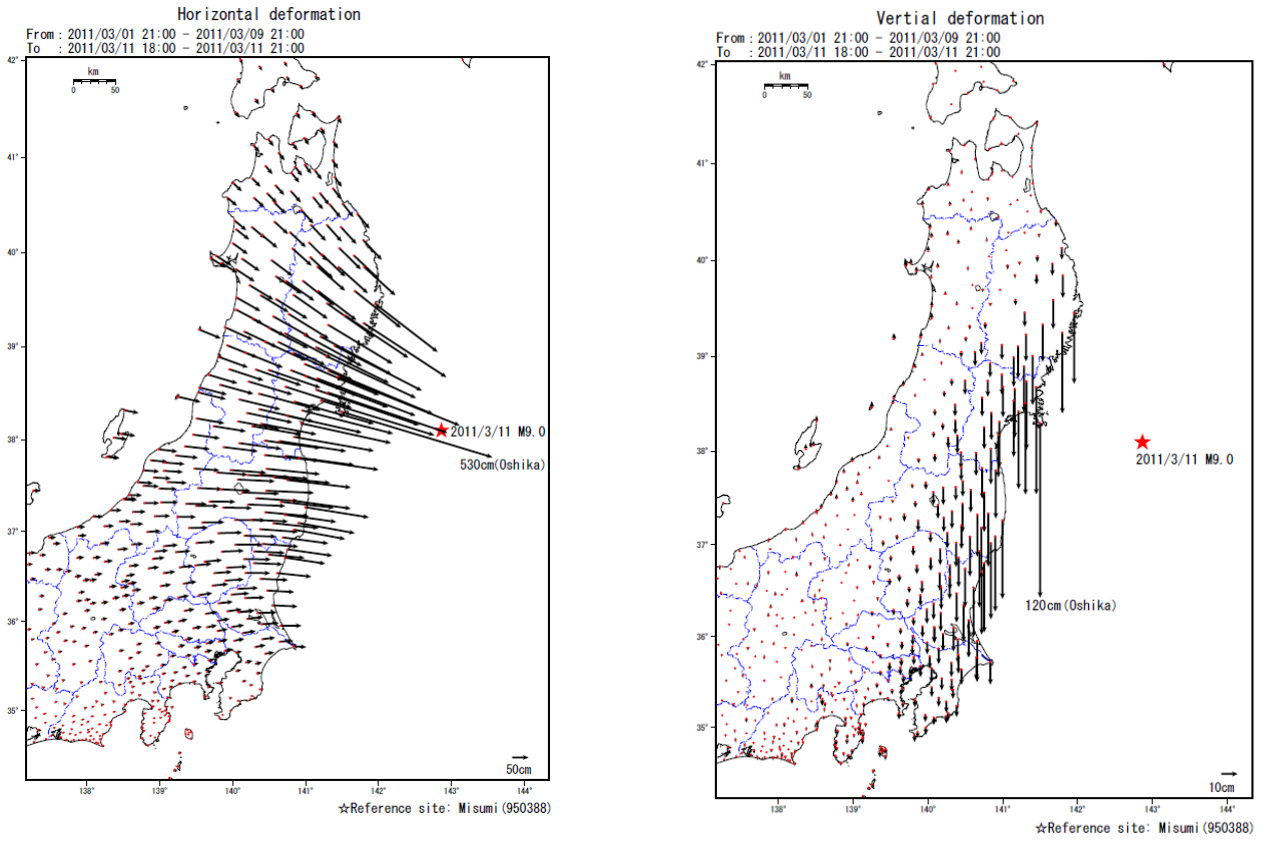 Horizontal deformation
From : 2011/03/01 21:00 - 2011/03/09 21:00
To : 2011/03/11 18:00 - 2011/03/11 21:00
42°
km
0 50
41°
40°
39°
38°
2011/3/11 M9.0
530cm(Oshika)
37°
36°
35°
50cm
138° 139° 140° 141° 142° 143° 144°
☆Reference site: Misumi(950388)
Vertial deformation
From : 2011/03/01 21:00 - 2011/03/09 21:00
To : 2011/03/11 18:00 - 2011/03/11 21:00
42°
km
0 50
41°
40°
39°
38°
2011/3/11 M9.0
37°
120cm(Oshika)
36°
35°
10cm
138° 139° 140° 141° 142° 143° 144°
☆Reference site: Misumi(950388)